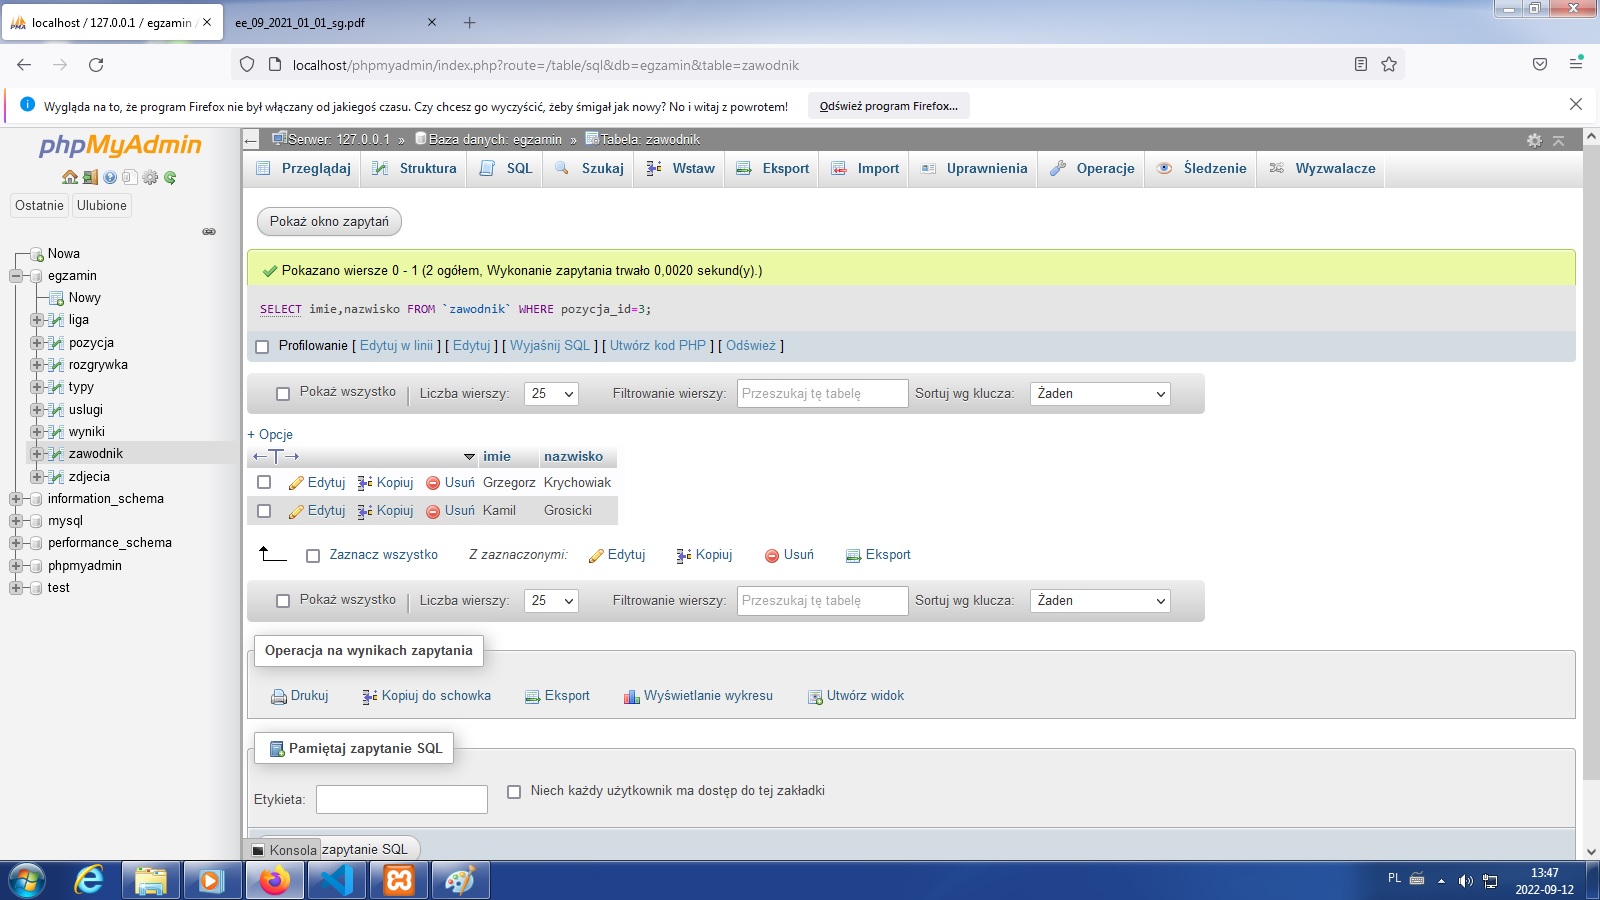 localhost / 127.0.0.1 / egzamin /
ee_09_2021_01_01_sg.pdf
localhost/phpmyadmin/index.php?route=/table/sql&db=egzamin&table=zawodnik
Wygląda na to, że program Firefox nie był włączany od jakiegoś czasu. Czy chcesz go wyczyścić, żeby śmigał jak nowy? No i witaj z powrotem!
Odśwież program Firefox...
phpMyAdmin
Ostatnie
Ulubione
Nowa
egzamin
Nowy
liga
pozycja
rozgrywka
typy
uslugi
wyniki
zawodnik
zdjecia
information_schema
mysql
performance_schema
phpmyadmin
test
Serwer: 127.0.0.1 » Baza danych: egzamin » Tabela: zawodnik
Przeglądaj Struktura SQL Szukaj Wstaw Eksport Import Uprawnienia Operacje Śledzenie Wyzwalacze
Pokaż okno zapytań
Pokazano wiersze 0 - 1 (2 ogółem, Wykonanie zapytania trwało 0,0020 sekund(y).)
SELECT imie,nazwisko FROM `zawodnik` WHERE pozycja_id=3;
Profilowanie [ Edytuj w linii ] [ Edytuj ] [ Wyjaśnij SQL ] [ Utwórz kod PHP ] [ Odśwież ]
Pokaż wszystko | Liczba wierszy: 25 Filtrowanie wierszy: Przeszukaj tę tabelę Sortuj wg klucza: Żaden
+ Opcje
←T→ imie nazwisko
Edytuj Kopiuj Usuń Grzegorz Krychowiak
Edytuj Kopiuj Usuń Kamil Grosicki
Zaznacz wszystko Z zaznaczonymi: Edytuj Kopiuj Usuń Eksport
Pokaż wszystko | Liczba wierszy: 25 Filtrowanie wierszy: Przeszukaj tę tabelę Sortuj wg klucza: Żaden
Operacja na wynikach zapytania
Drukuj Kopiuj do schowka Eksport Wyświetlanie wykresu Utwórz widok
Pamiętaj zapytanie SQL
Etykieta: Niech każdy użytkownik ma dostęp do tej zakładki
Konsola zapytanie SQL
PL
13:47
2022-09-12